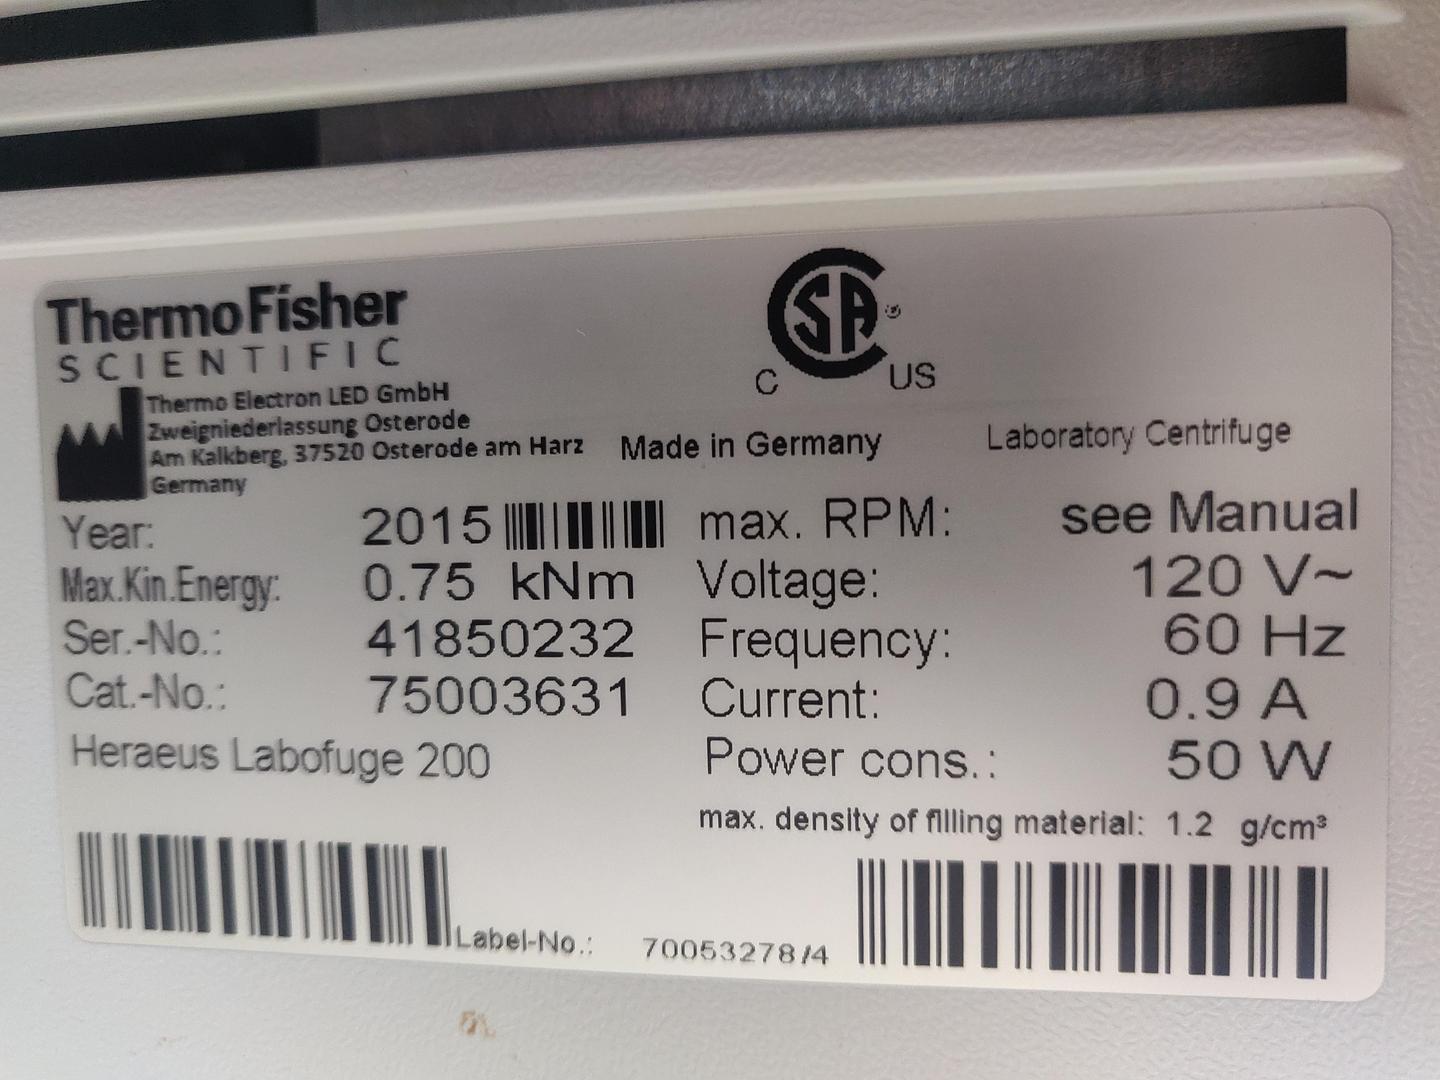 ThermoFisher
SCIENTIFIC
Thermo Electron LED GmbH
Zweigniederlassung Osterode
Am Kalkberg, 37520 Osterode am Harz
Germany
CSA ®
C US
Made in Germany
Laboratory Centrifuge
Year: 2015
Max.Kin.Energy: 0.75 kNm
Ser.-No.: 41850232
Cat.-No.: 75003631
Heraeus Labofuge 200
max. RPM: see Manual
Voltage: 120 V~
Frequency: 60 Hz
Current: 0.9 A
Power cons.: 50 W
max. density of filling material: 1.2 g/cm³
Label-No.: 70053278/4